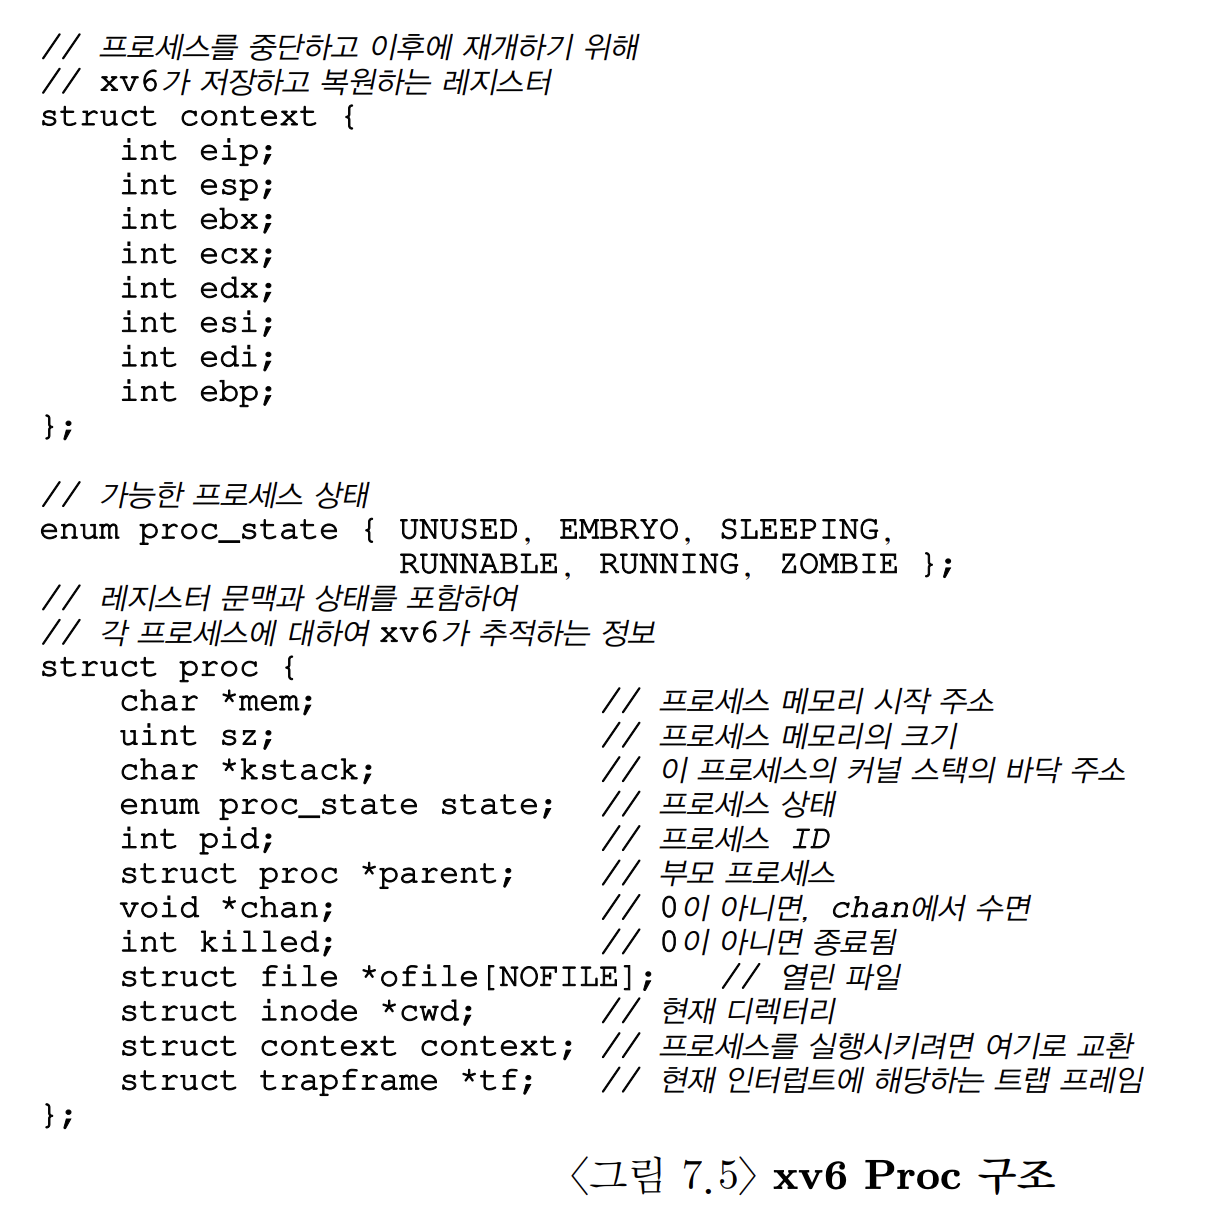 // 프로세스를 중단하고 이후에 재개하기 위해
// xv6가 저장하고 복원하는 레지스터
struct context {
    int eip;
    int esp;
    int ebx;
    int ecx;
    int edx;
    int esi;
    int edi;
    int ebp;
};
// 가능한 프로세스 상태
enum proc_state { UNUSED, EMBRYO, SLEEPING,
                  RUNNABLE, RUNNING, ZOMBIE };
// 레지스터 문맥과 상태를 포함하여
// 각 프로세스에 대하여 xv6가 추적하는 정보
struct proc {
    char *mem;              // 프로세스 메모리 시작 주소
    uint sz;                // 프로세스 메모리의 크기
    char *kstack;           // 이 프로세스의 커널 스택의 바닥 주소
    enum proc_state state;  // 프로세스 상태
    int pid;                // 프로세스 ID
    struct proc *parent;    // 부모 프로세스
    void *chan;             // 0이 아니면, chan에서 수면
    int killed;             // 0이 아니면 종료됨
    struct file *ofile[NOFILE];   // 열린 파일
    struct inode *cwd;      // 현재 디렉터리
    struct context context; // 프로세스를 실행시키려면 여기로 교환
    struct trapframe *tf;   // 현재 인터럽트에 해당하는 트랩 프레임
};
〈그림 7.5〉 xv6 Proc 구조